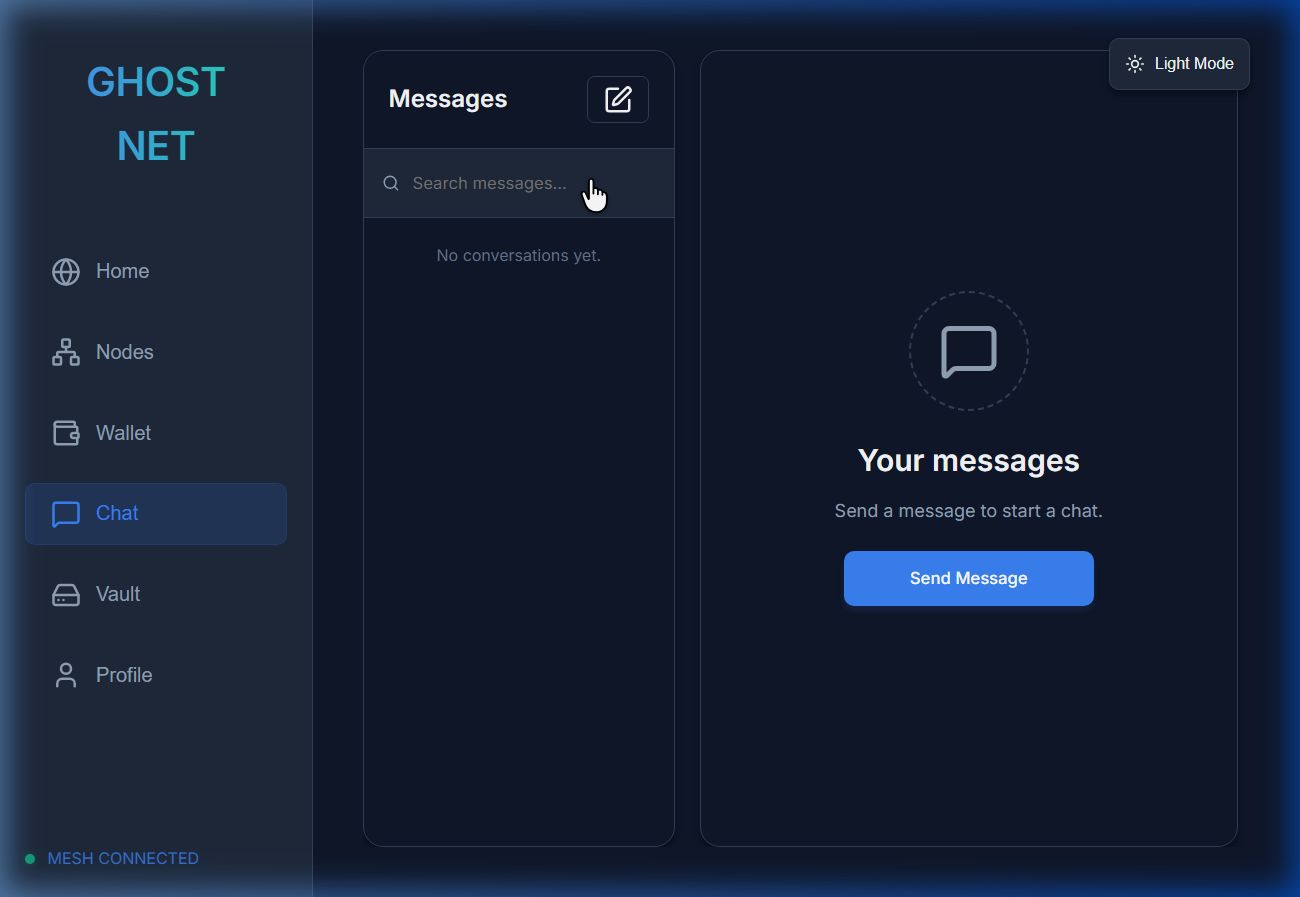 GHOST
NET
Home
Nodes
Wallet
Chat
Vault
Profile
MESH CONNECTED
Messages
Search messages...
No conversations yet.
Light Mode
Your messages
Send a message to start a chat.
Send Message